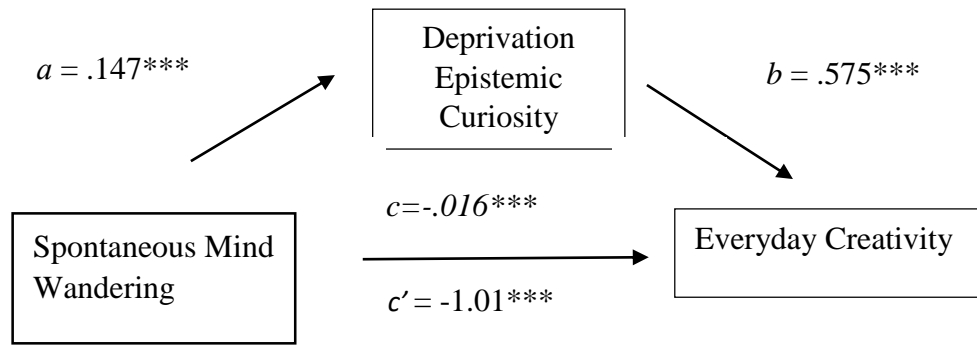 Deprivation
Epistemic
Curiosity
a = .147***
b = .575***
c=-.016***
Spontaneous Mind
Wandering
Everyday Creativity
c’ = -1.01***